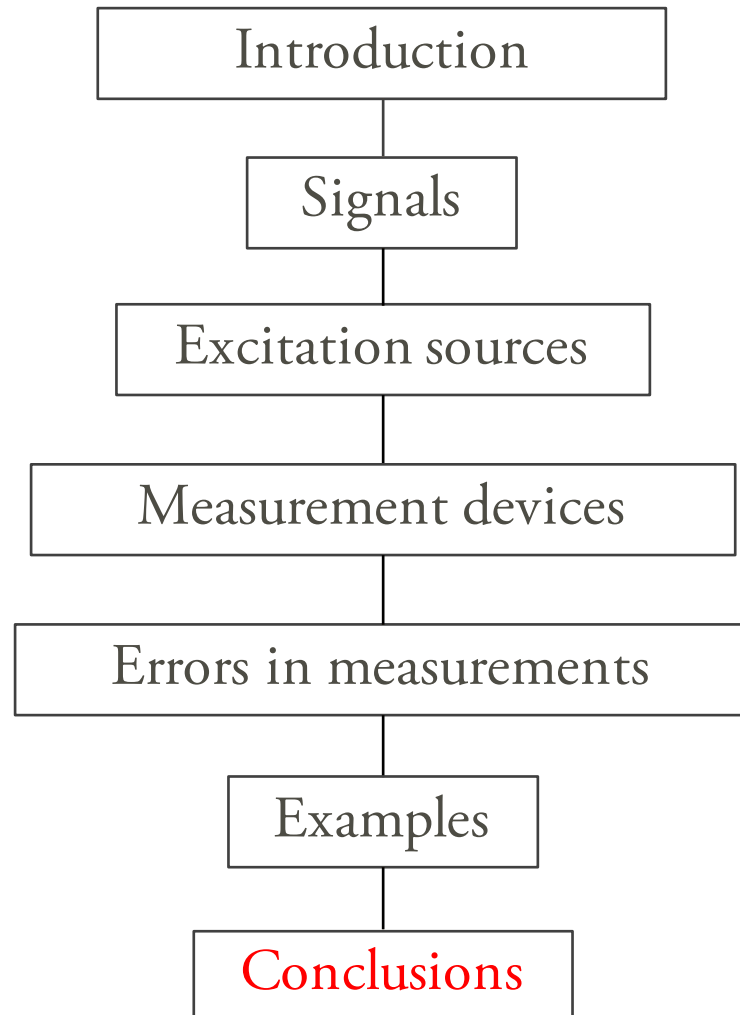 Introduction
Signals
Excitation sources
Measurement devices
Errors in measurements
Examples
Conclusions